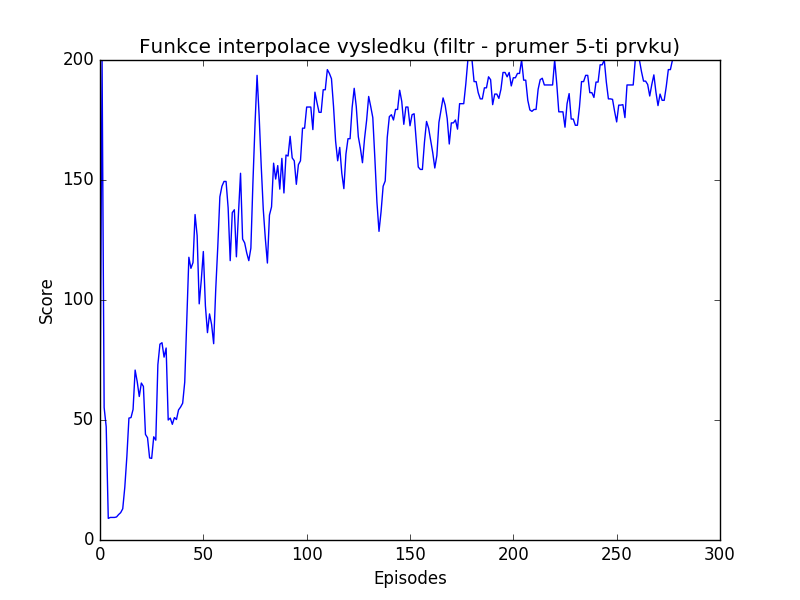 Funkce interpolace vysledku (filtr - prumer 5-ti prvku)
200
150
100
50
0
Score
0 50 100 150 200 250 300
Episodes